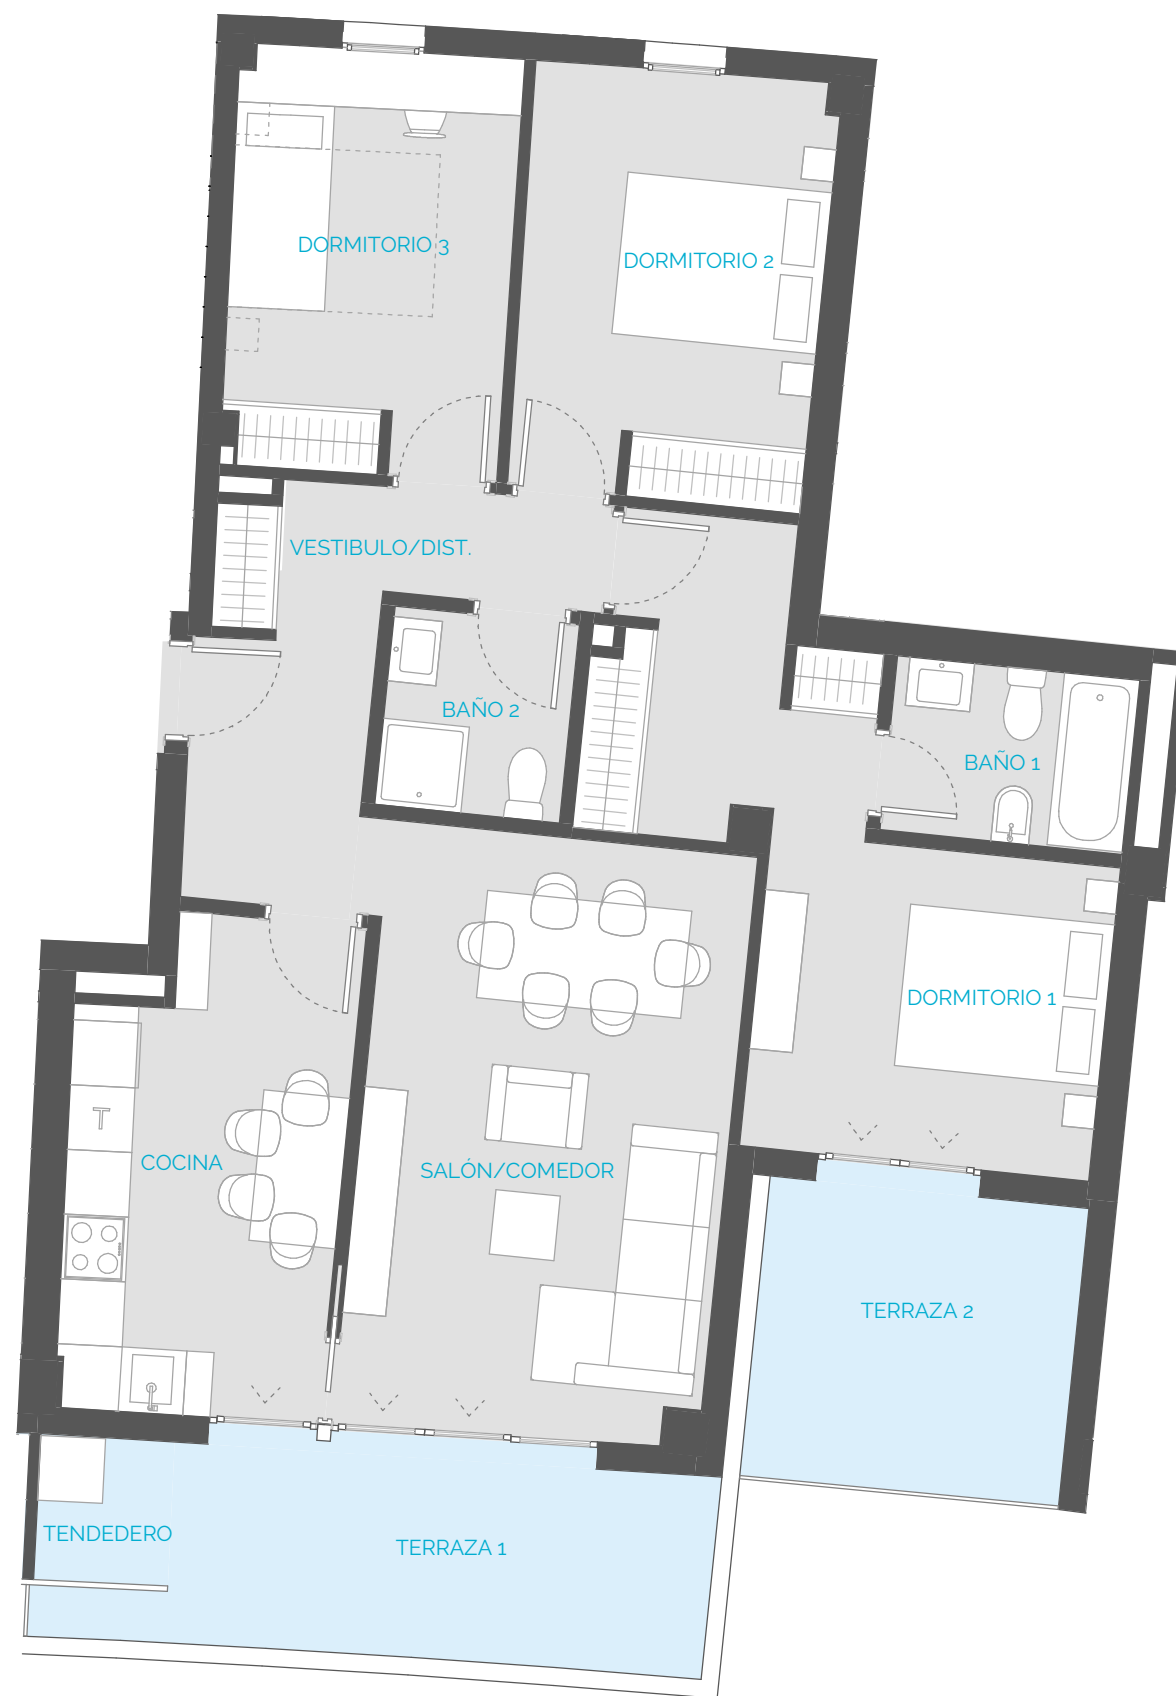 DORMITORIO 3
DORMITORIO 2
VESTIBULO/DIST.
BAÑO 2
BAÑO 1
DORMITORIO 1
COCINA
SALÓN/COMEDOR
TERRAZA 2
TENDEDERO
TERRAZA 1
T